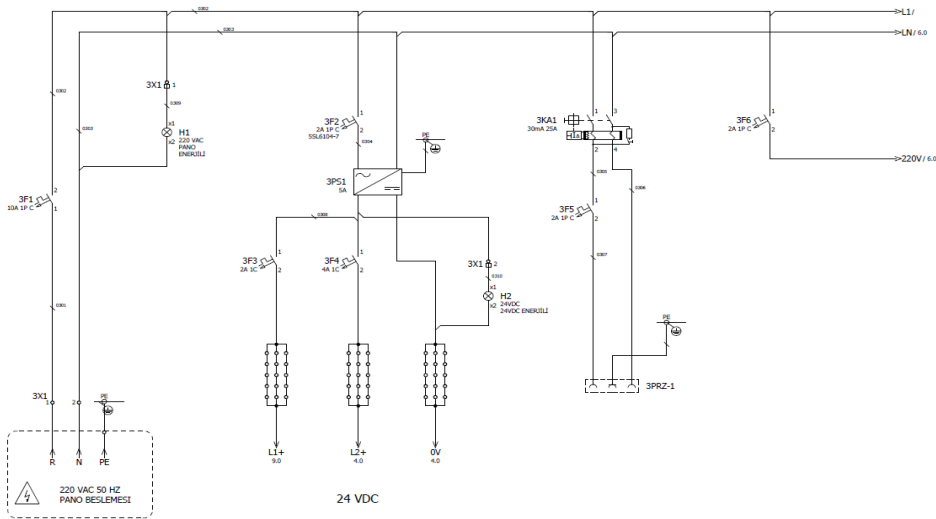 0302
L1/
0303
LN/ 6.0
3X1
1
0302
0309
0303
x1
x2
H1
220 VAC
PANO
ENERJİLİ
3F2
2A 1P C
5SL6104-7
1
2
0304
PE
3PS1
5A
3KA1
30mA 25A
1
3
2
4
0305
0306
3F6
2A 1P C
1
2
220V/ 6.0
3F1
10A 1P C
2
1
3F5
2A 1P C
1
2
0307
0308
3F3
2A 1C
1
2
3F4
4A 1C
1
2
3X1
2
0310
x1
x2
H2
24VDC
24VDC ENERJİLİ
0301
PE
3PRZ-1
3X1
1
2
PE
R
N
PE
L1+
9.0
L2+
4.0
0V
4.0
220 VAC 50 HZ
PANO BESLEMESİ
24 VDC